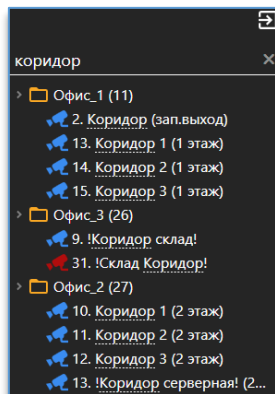 коридор
Офис_1 (11)
2. Коридор (зап.выход)
13. Коридор 1 (1 этаж)
14. Коридор 2 (1 этаж)
15. Коридор 3 (1 этаж)
Офис_3 (26)
9. !Коридор склад!
31. !Склад Коридор!
Офис_2 (27)
10. Коридор 1 (2 этаж)
11. Коридор 2 (2 этаж)
12. Коридор 3 (2 этаж)
13. !Коридор серверная! (2...